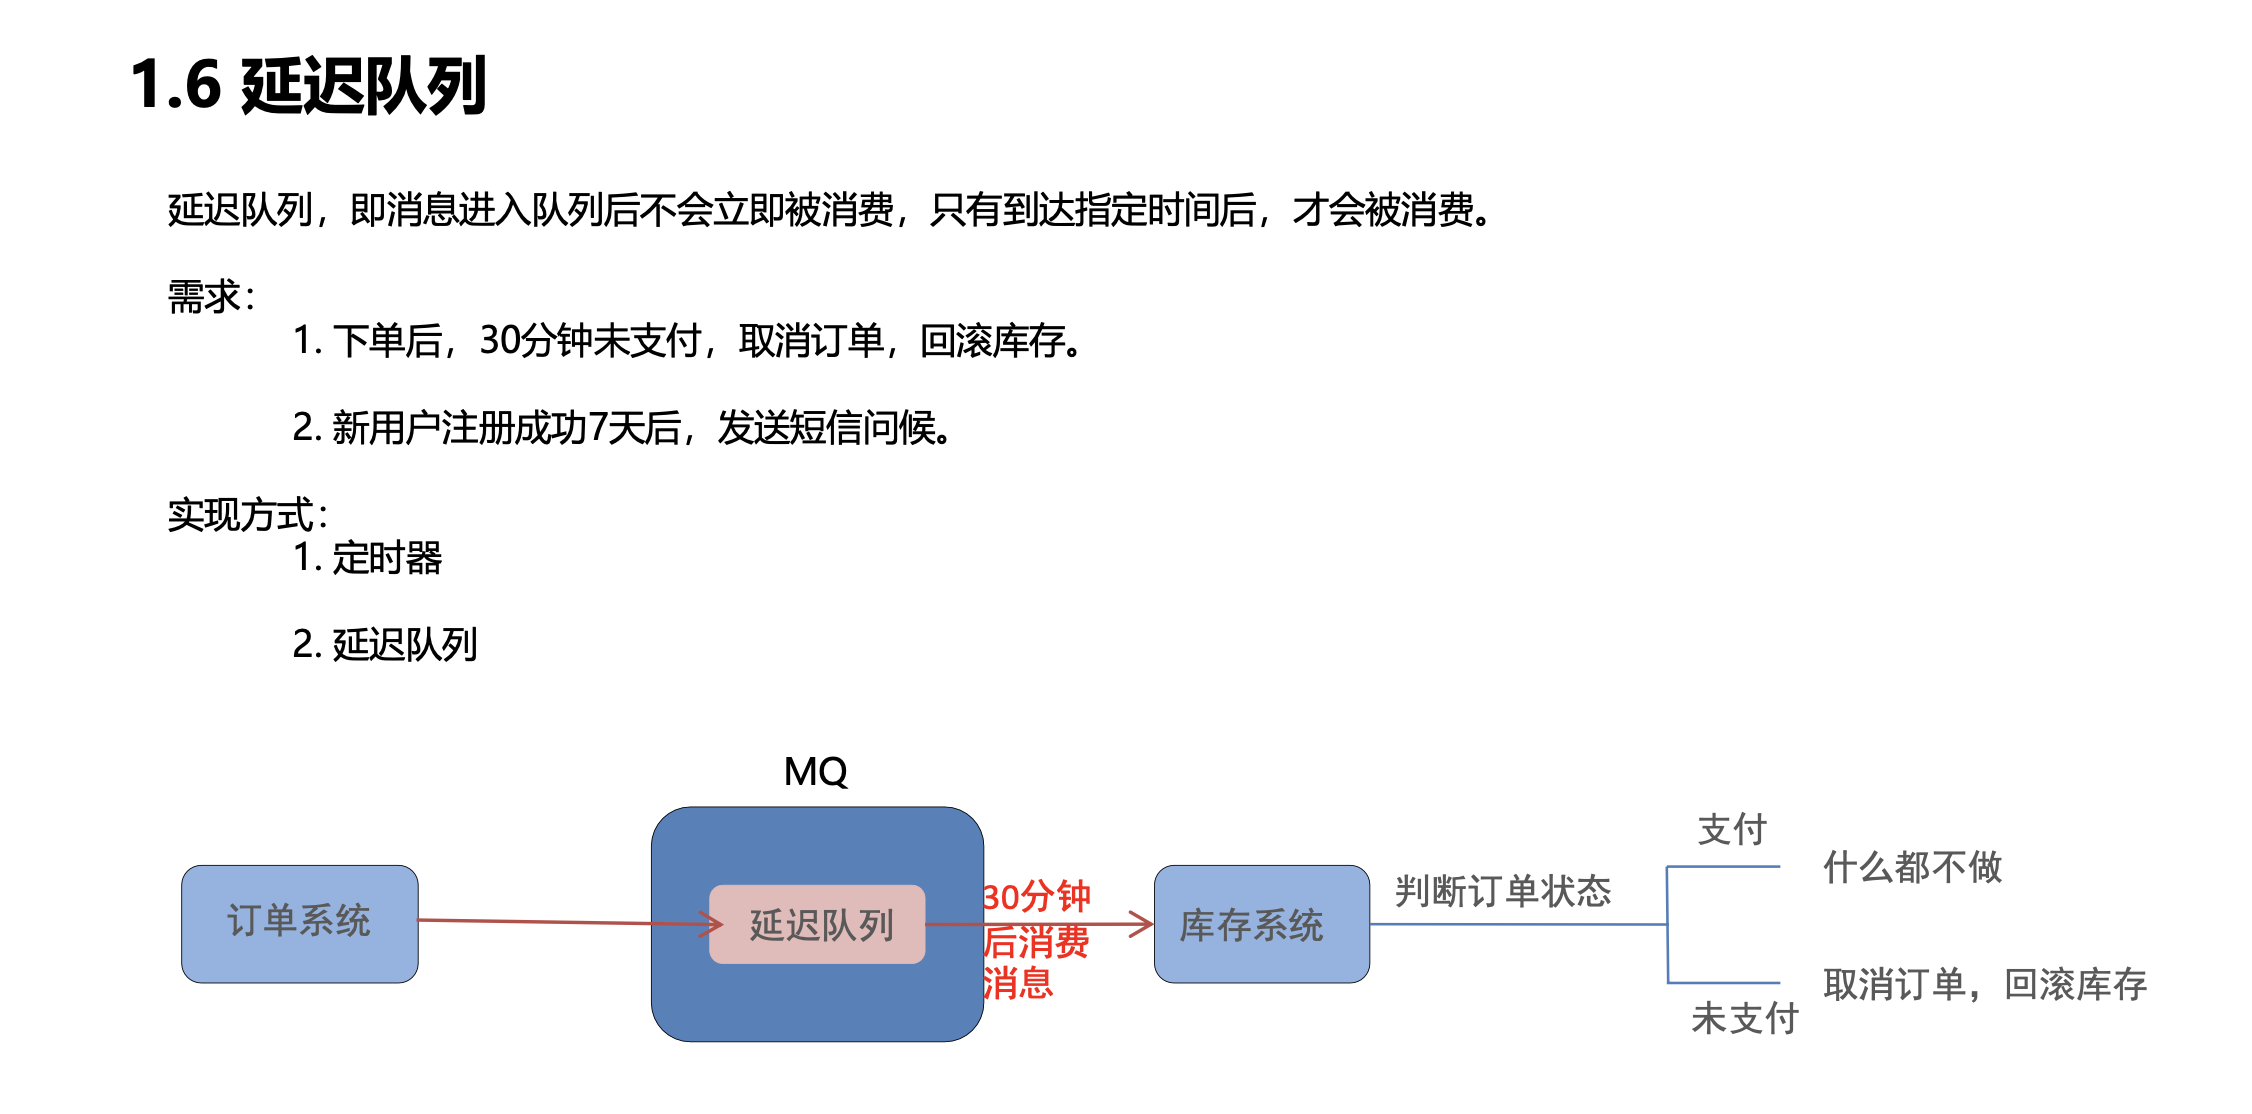 1.6 延迟队列
延迟队列，即消息进入队列后不会立即被消费，只有到达指定时间后，才会被消费。
需求：
1. 下单后，30分钟未支付，取消订单，回滚库存。
2. 新用户注册成功7天后，发送短信问候。
实现方式：
1. 定时器
2. 延迟队列
MQ
订单系统
延迟队列
30分钟
后消费
消息
库存系统
判断订单状态
支付
什么都不做
未支付
取消订单，回滚库存